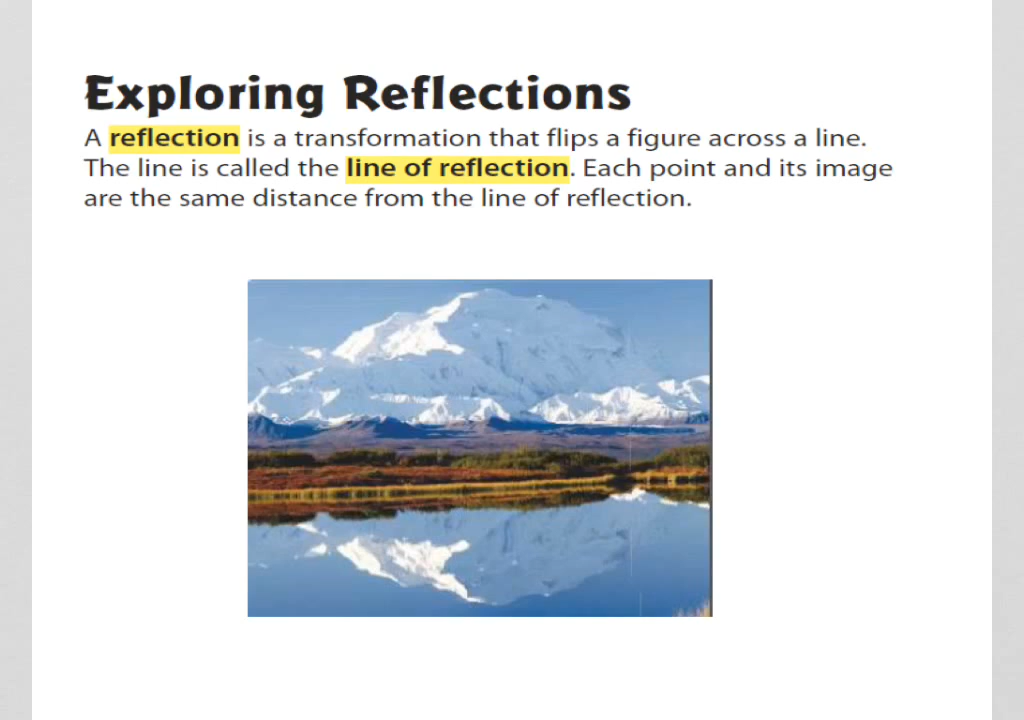 Exploring Reflections
A reflection is a transformation that flips a figure across a line.
The line is called the line of reflection. Each point and its image
are the same distance from the line of reflection.